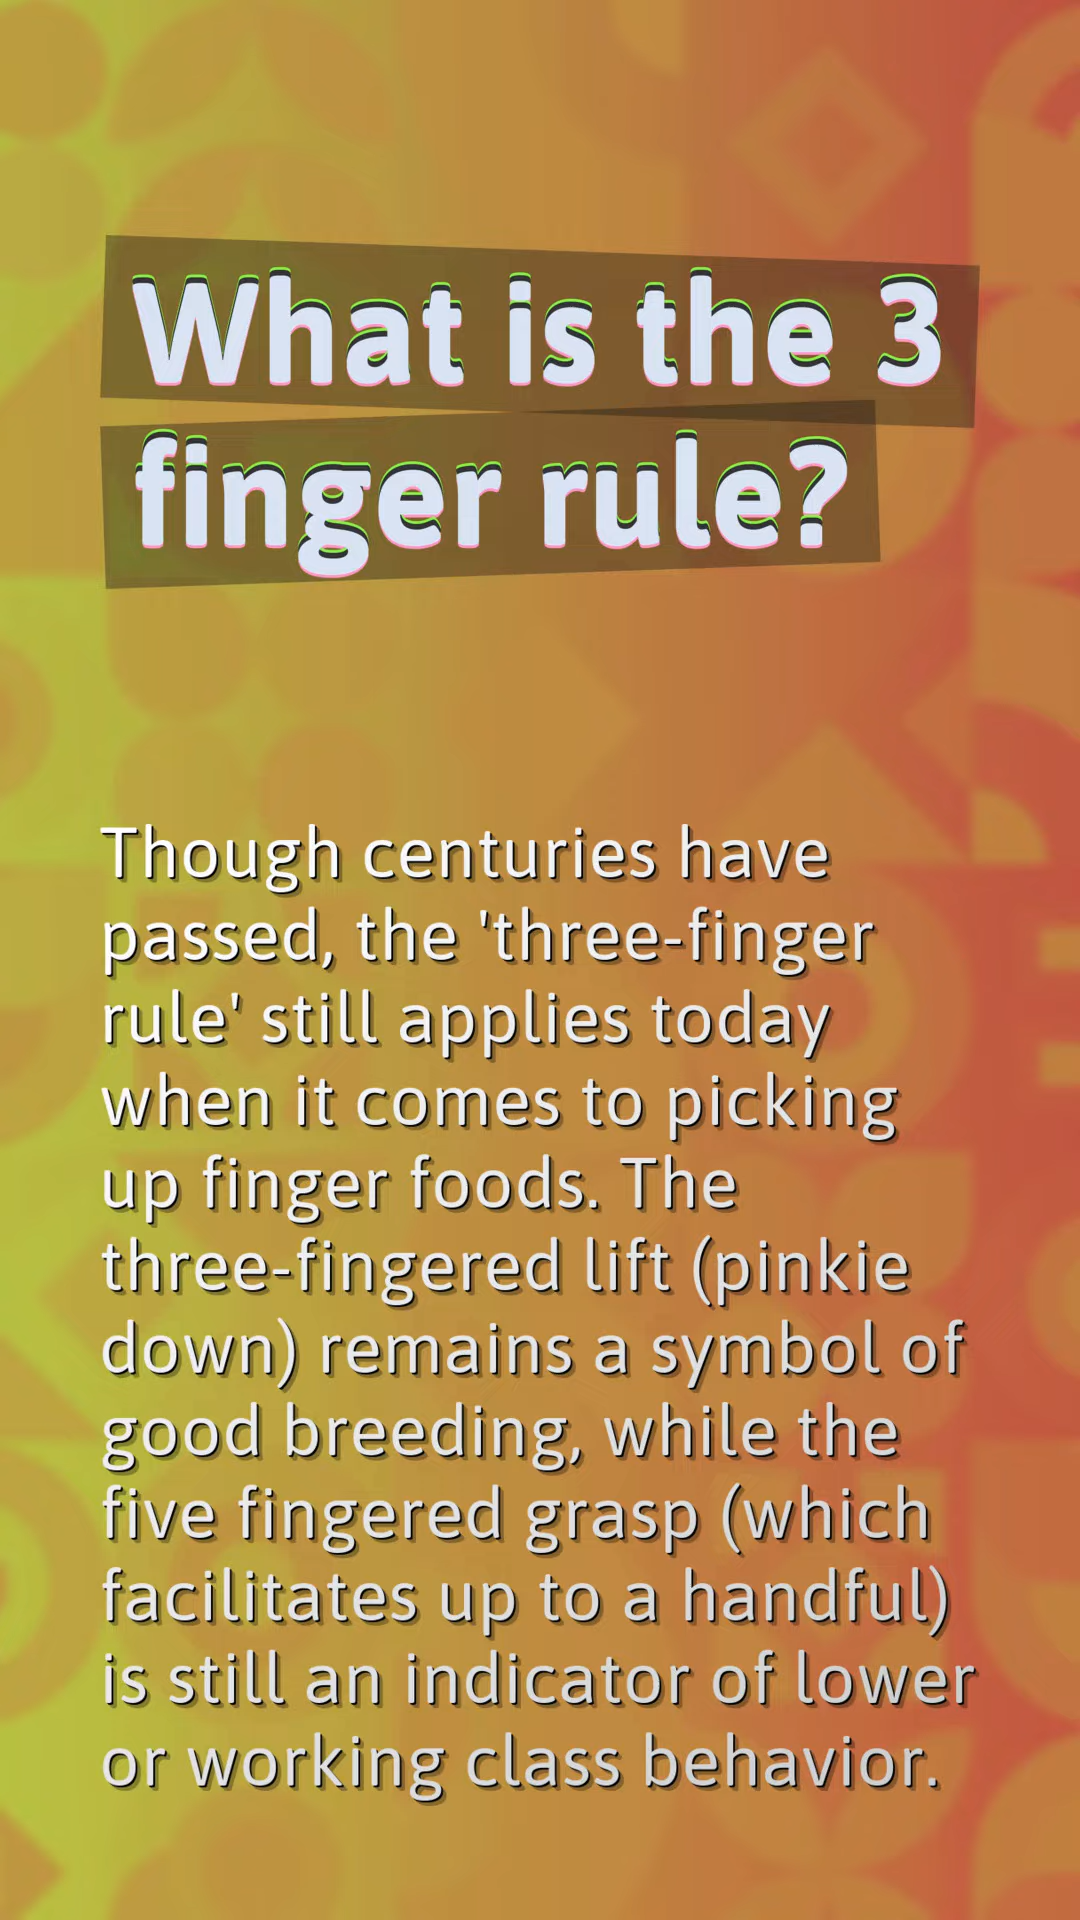 What is the 3
finger rule?
Though centuries have
passed, the 'three-finger
rule' still applies today
when it comes to picking
up finger foods. The
three-fingered lift (pinkie
down) remains a symbol of
good breeding, while the
five fingered grasp (which
facilitates up to a handful)
is still an indicator of lower
or working class behavior.